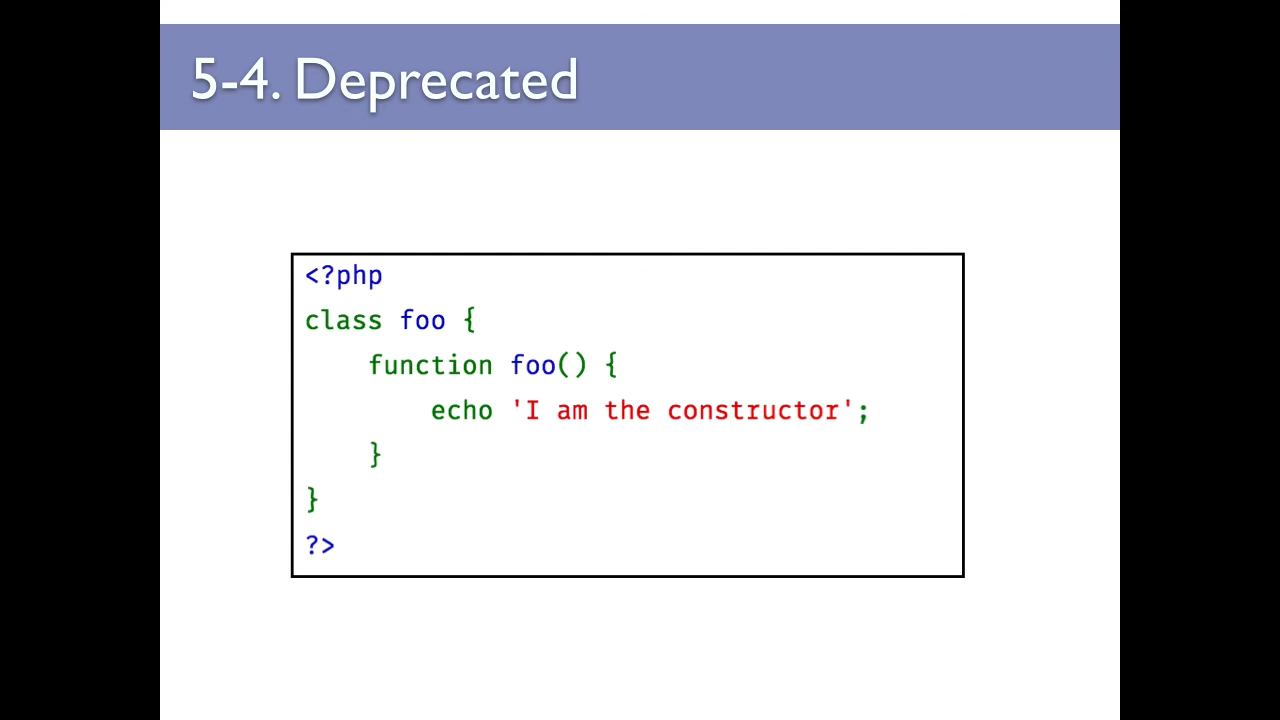 5-4. Deprecated
<?php
class foo {
    function foo() {
        echo 'I am the constructor';
    }
}
?>